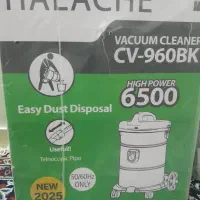 HALACHE
VACUUM CLEANER
CV-960BK
HIGH POWER
6500
Easy Dust Disposal
Useful!!
Telescopic Pipe
50/60Hz
ONLY
NEW
2025